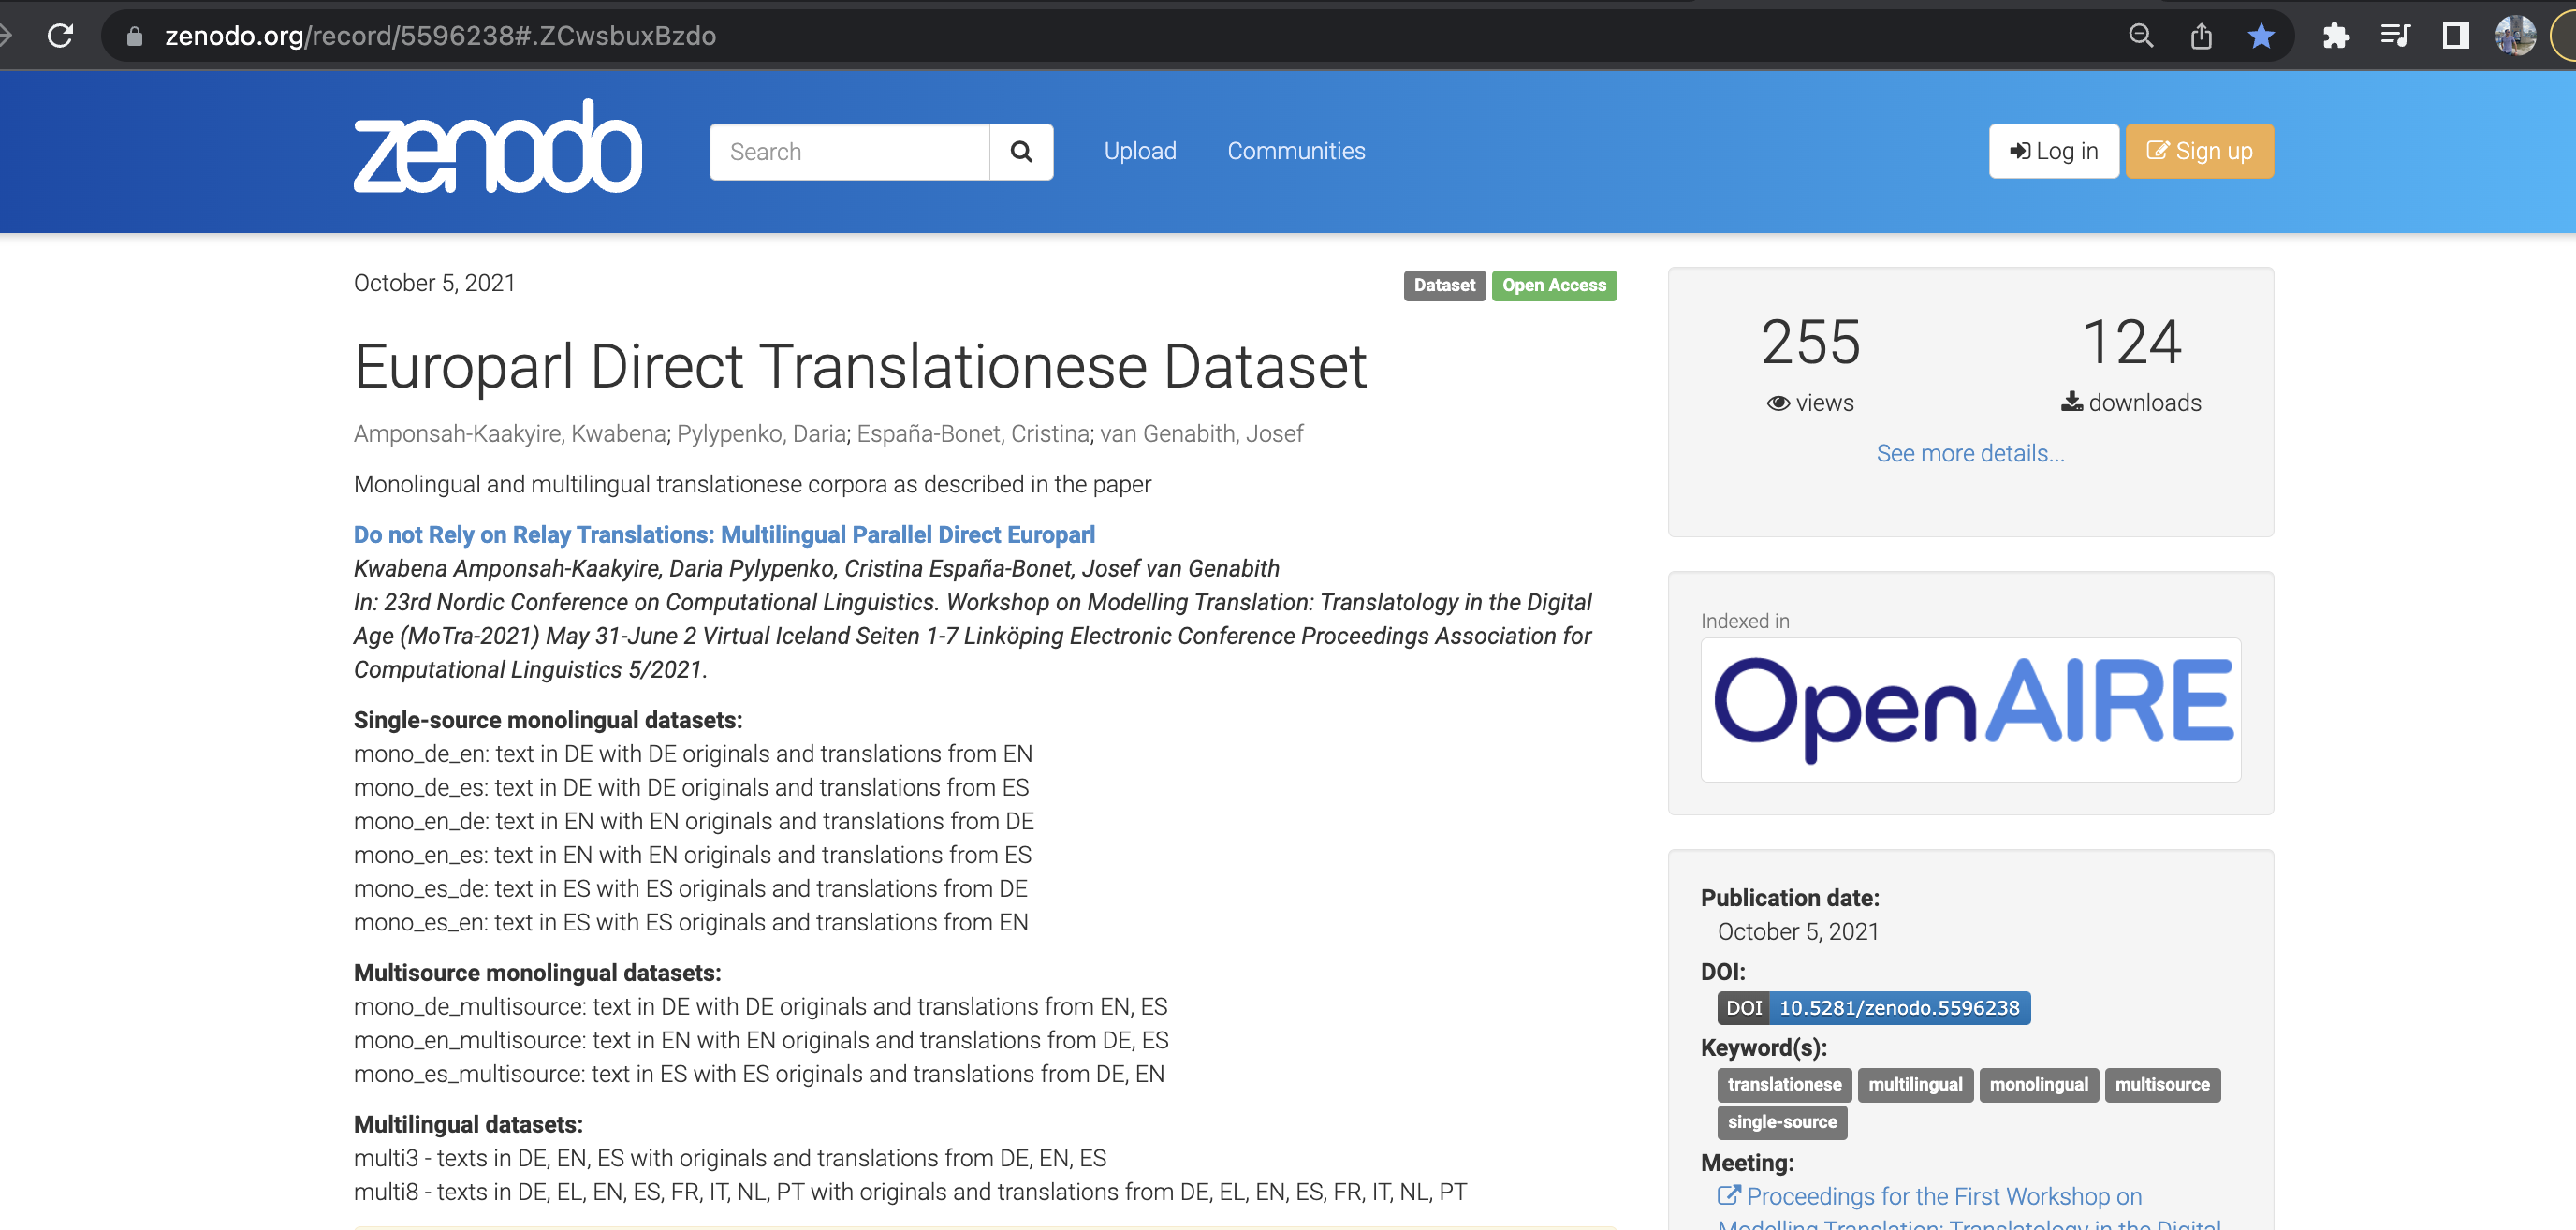 zenodo.org/record/5596238#.ZCwsbuxBzdo
zenodo
Search
Upload
Communities
Log in
Sign up
October 5, 2021
Dataset
Open Access
Europarl Direct Translationese Dataset
Amponsah-Kaakyire, Kwabena; Pylypenko, Daria; España-Bonet, Cristina; van Genabith, Josef
Monolingual and multilingual translationese corpora as described in the paper
Do not Rely on Relay Translations: Multilingual Parallel Direct Europarl
Kwabena Amponsah-Kaakyire, Daria Pylypenko, Cristina España-Bonet, Josef van Genabith
In: 23rd Nordic Conference on Computational Linguistics. Workshop on Modelling Translation: Translatology in the Digital
Age (MoTra-2021) May 31-June 2 Virtual Iceland Seiten 1-7 Linköping Electronic Conference Proceedings Association for
Computational Linguistics 5/2021.
Single-source monolingual datasets:
mono_de_en: text in DE with DE originals and translations from EN
mono_de_es: text in DE with DE originals and translations from ES
mono_en_de: text in EN with EN originals and translations from DE
mono_en_es: text in EN with EN originals and translations from ES
mono_es_de: text in ES with ES originals and translations from DE
mono_es_en: text in ES with ES originals and translations from EN
Multisource monolingual datasets:
mono_de_multisource: text in DE with DE originals and translations from EN, ES
mono_en_multisource: text in EN with EN originals and translations from DE, ES
mono_es_multisource: text in ES with ES originals and translations from DE, EN
Multilingual datasets:
multi3 - texts in DE, EN, ES with originals and translations from DE, EN, ES
multi8 - texts in DE, EL, EN, ES, FR, IT, NL, PT with originals and translations from DE, EL, EN, ES, FR, IT, NL, PT
255
views
124
downloads
See more details...
Indexed in
OpenAIRE
Publication date:
October 5, 2021
DOI:
DOI 10.5281/zenodo.5596238
Keyword(s):
translationese multilingual monolingual multisource
single-source
Meeting:
Proceedings for the First Workshop on
Modelling Translation: Translatology in the Digital